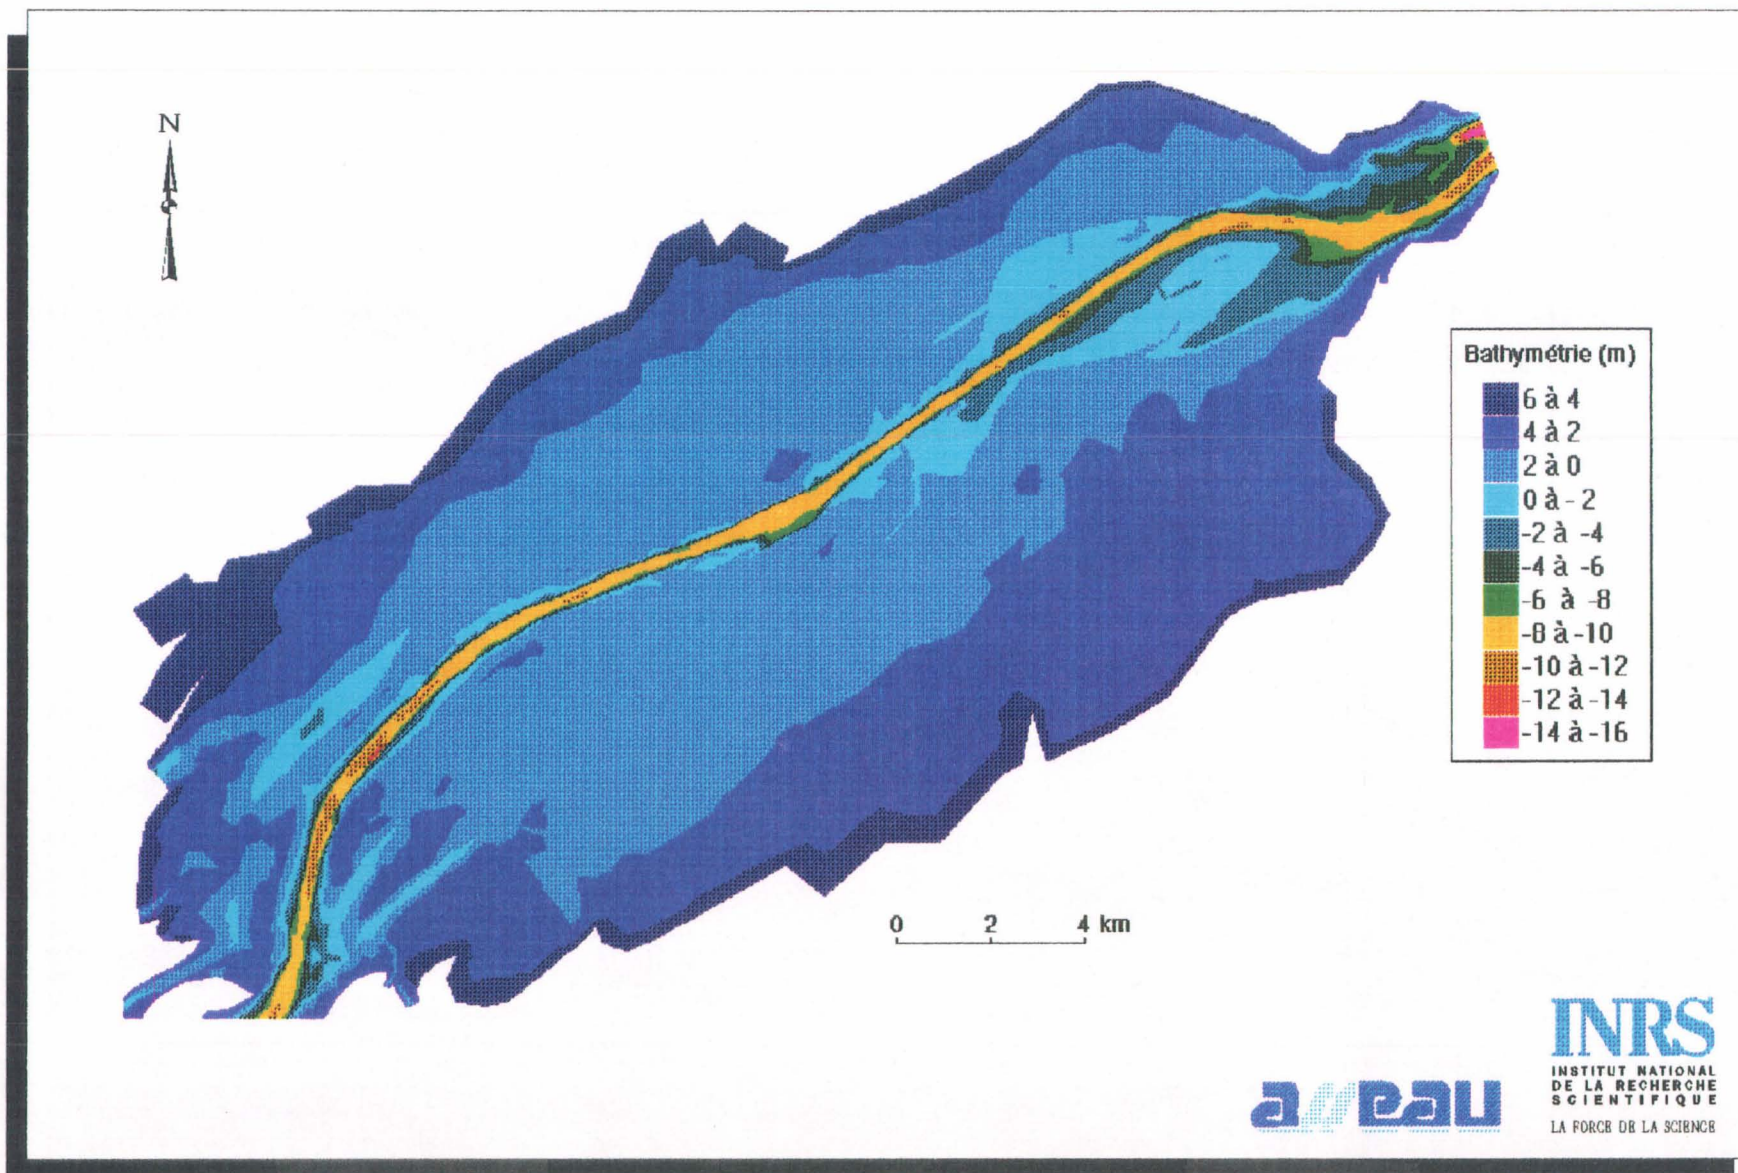 N
Bathymétrie (m)
6 à 4
4 à 2
2 à 0
0 à - 2
-2 à -4
-4 à -6
-6 à -8
-8 à -10
-10 à -12
-12 à -14
-14 à -16
0 2 4 km
INRS
INSTITUT NATIONAL
DE LA RECHERCHE
SCIENTIFIQUE
LA FORCE DE LA SCIENCE
eau